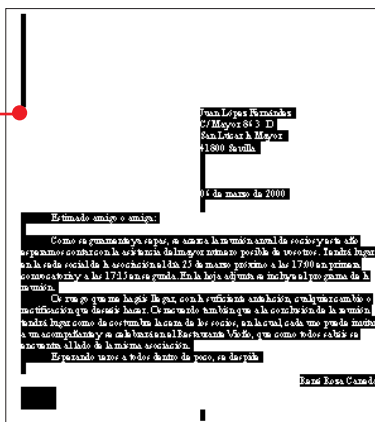 Juan López Fernández
C/ Mayor 84 3 D
San Lúcar la Mayor
41800 Sevilla
06 de marzo de 2000
Estimado amigo o amiga:
Como seguramente ya sepas, se acerca la reunión anual de socios y este año
esperamos contar con la asistencia del mayor número posible de vosotros. Tendrá lugar
en la sede social de la asociación el día 25 de marzo próximo a las 17:00 en primera
convocatoria y a las 17:15 en segunda. En la hoja adjunta se incluye el programa de la
reunión.
Os ruego que me hagáis llegar, con la suficiente antelación, cualquier cambio o
rectificación que deseéis hacer. Os recuerdo también que a la conclusión de la reunión
tendrá lugar como de costumbre la cena de los socios, en la cual, cada uno puede invitar
a un acompañante y se celebrará en el Restaurante que como todos sabéis se
encuentra al lado de la misma asociación.
Esperando veros a todos dentro de poco, se despide
René Rosa